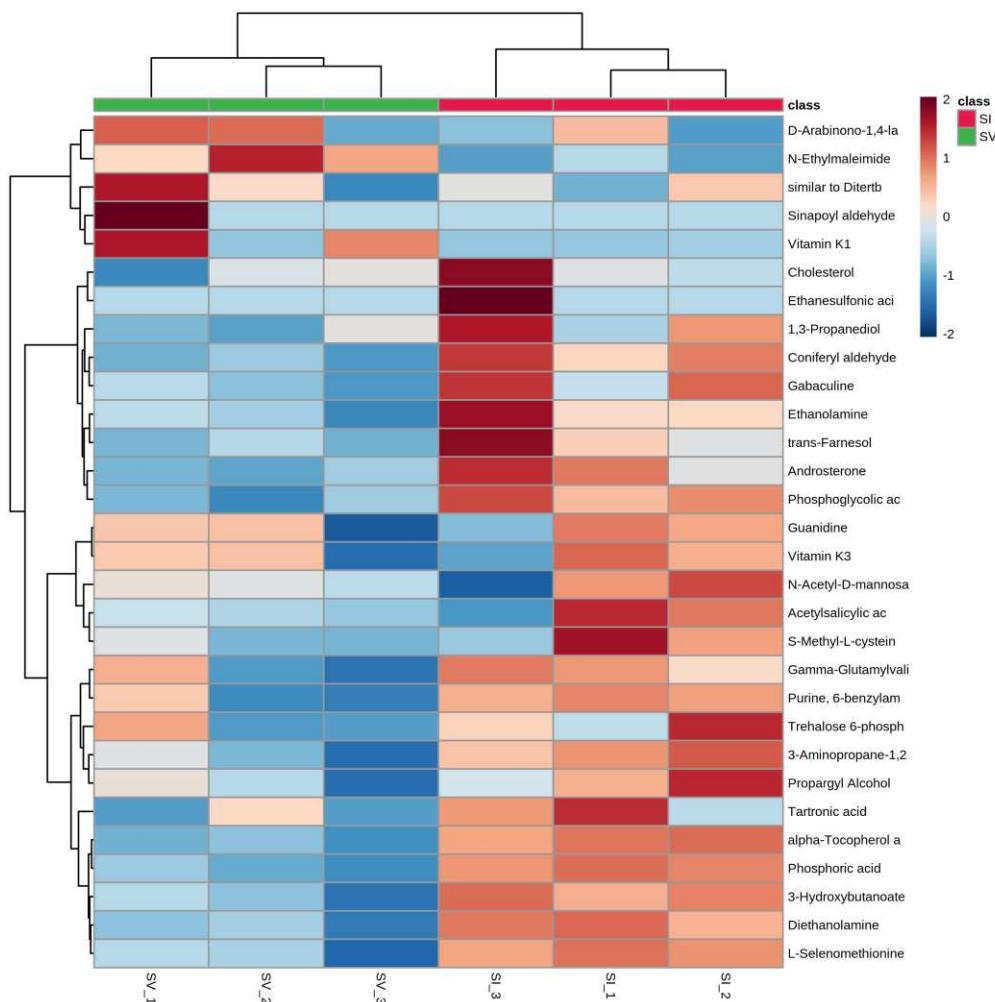 class
D-Arabinono-1,4-la
N-Ethylmaleimide
similar to Ditertb
Sinapoyl aldehyde
Vitamin K1
Cholesterol
Ethanesulfonic aci
1,3-Propanediol
Coniferyl aldehyde
Gabaculine
Ethanolamine
trans-Farnesol
Androsterone
Phosphoglycolic ac
Guanidine
Vitamin K3
N-Acetyl-D-mannosa
Acetylsalicylic ac
S-Methyl-L-cystein
Gamma-Glutamylvali
Purine, 6-benzylam
Trehalose 6-phosph
3-Aminopropane-1,2
Propargyl Alcohol
Tartronic acid
alpha-Tocopherol a
Phosphoric acid
3-Hydroxybutanoate
Diethanolamine
L-Selenomethionine
2
1
0
-1
-2
class
SI
SV
SV_1
SV_2
SV_3
SI_3
SI_1
SI_2